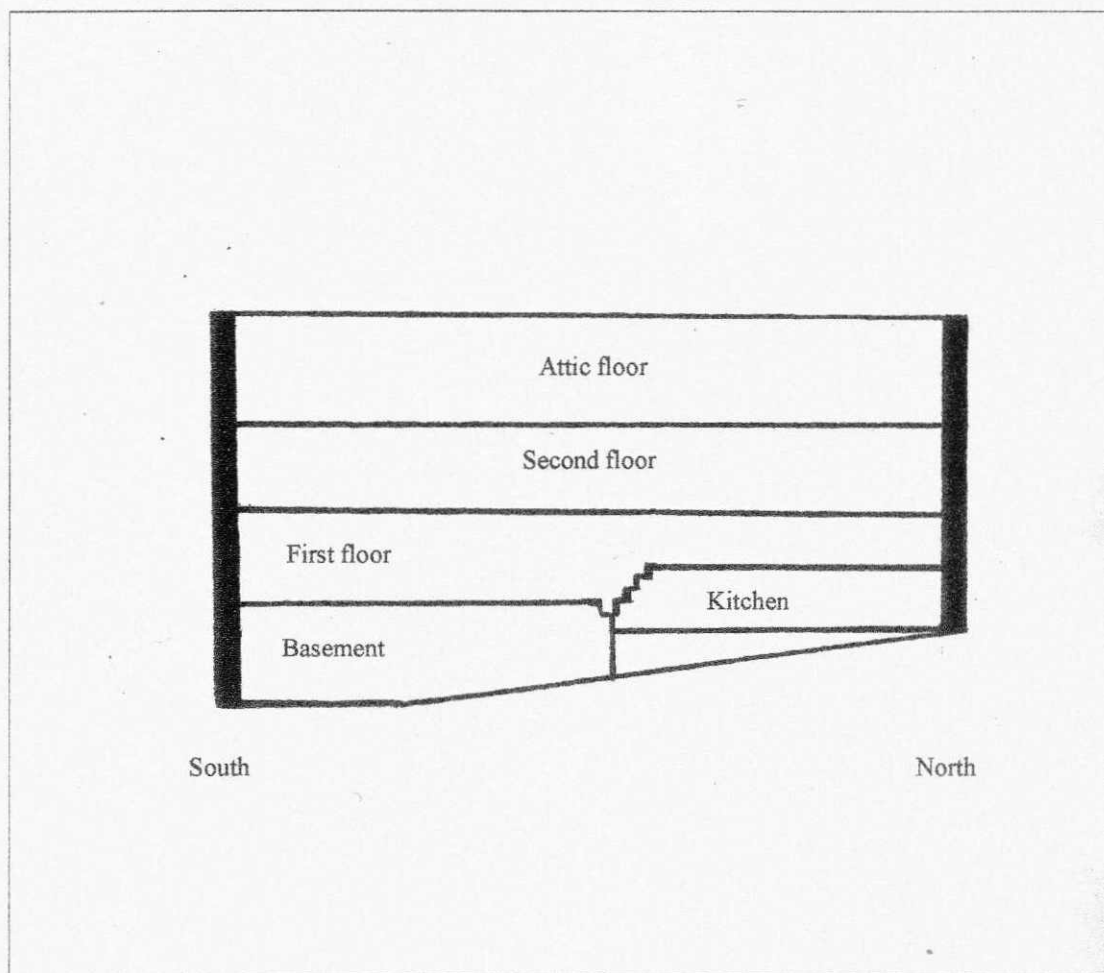 Attic floor
Second floor
First floor
Kitchen
Basement
South
North